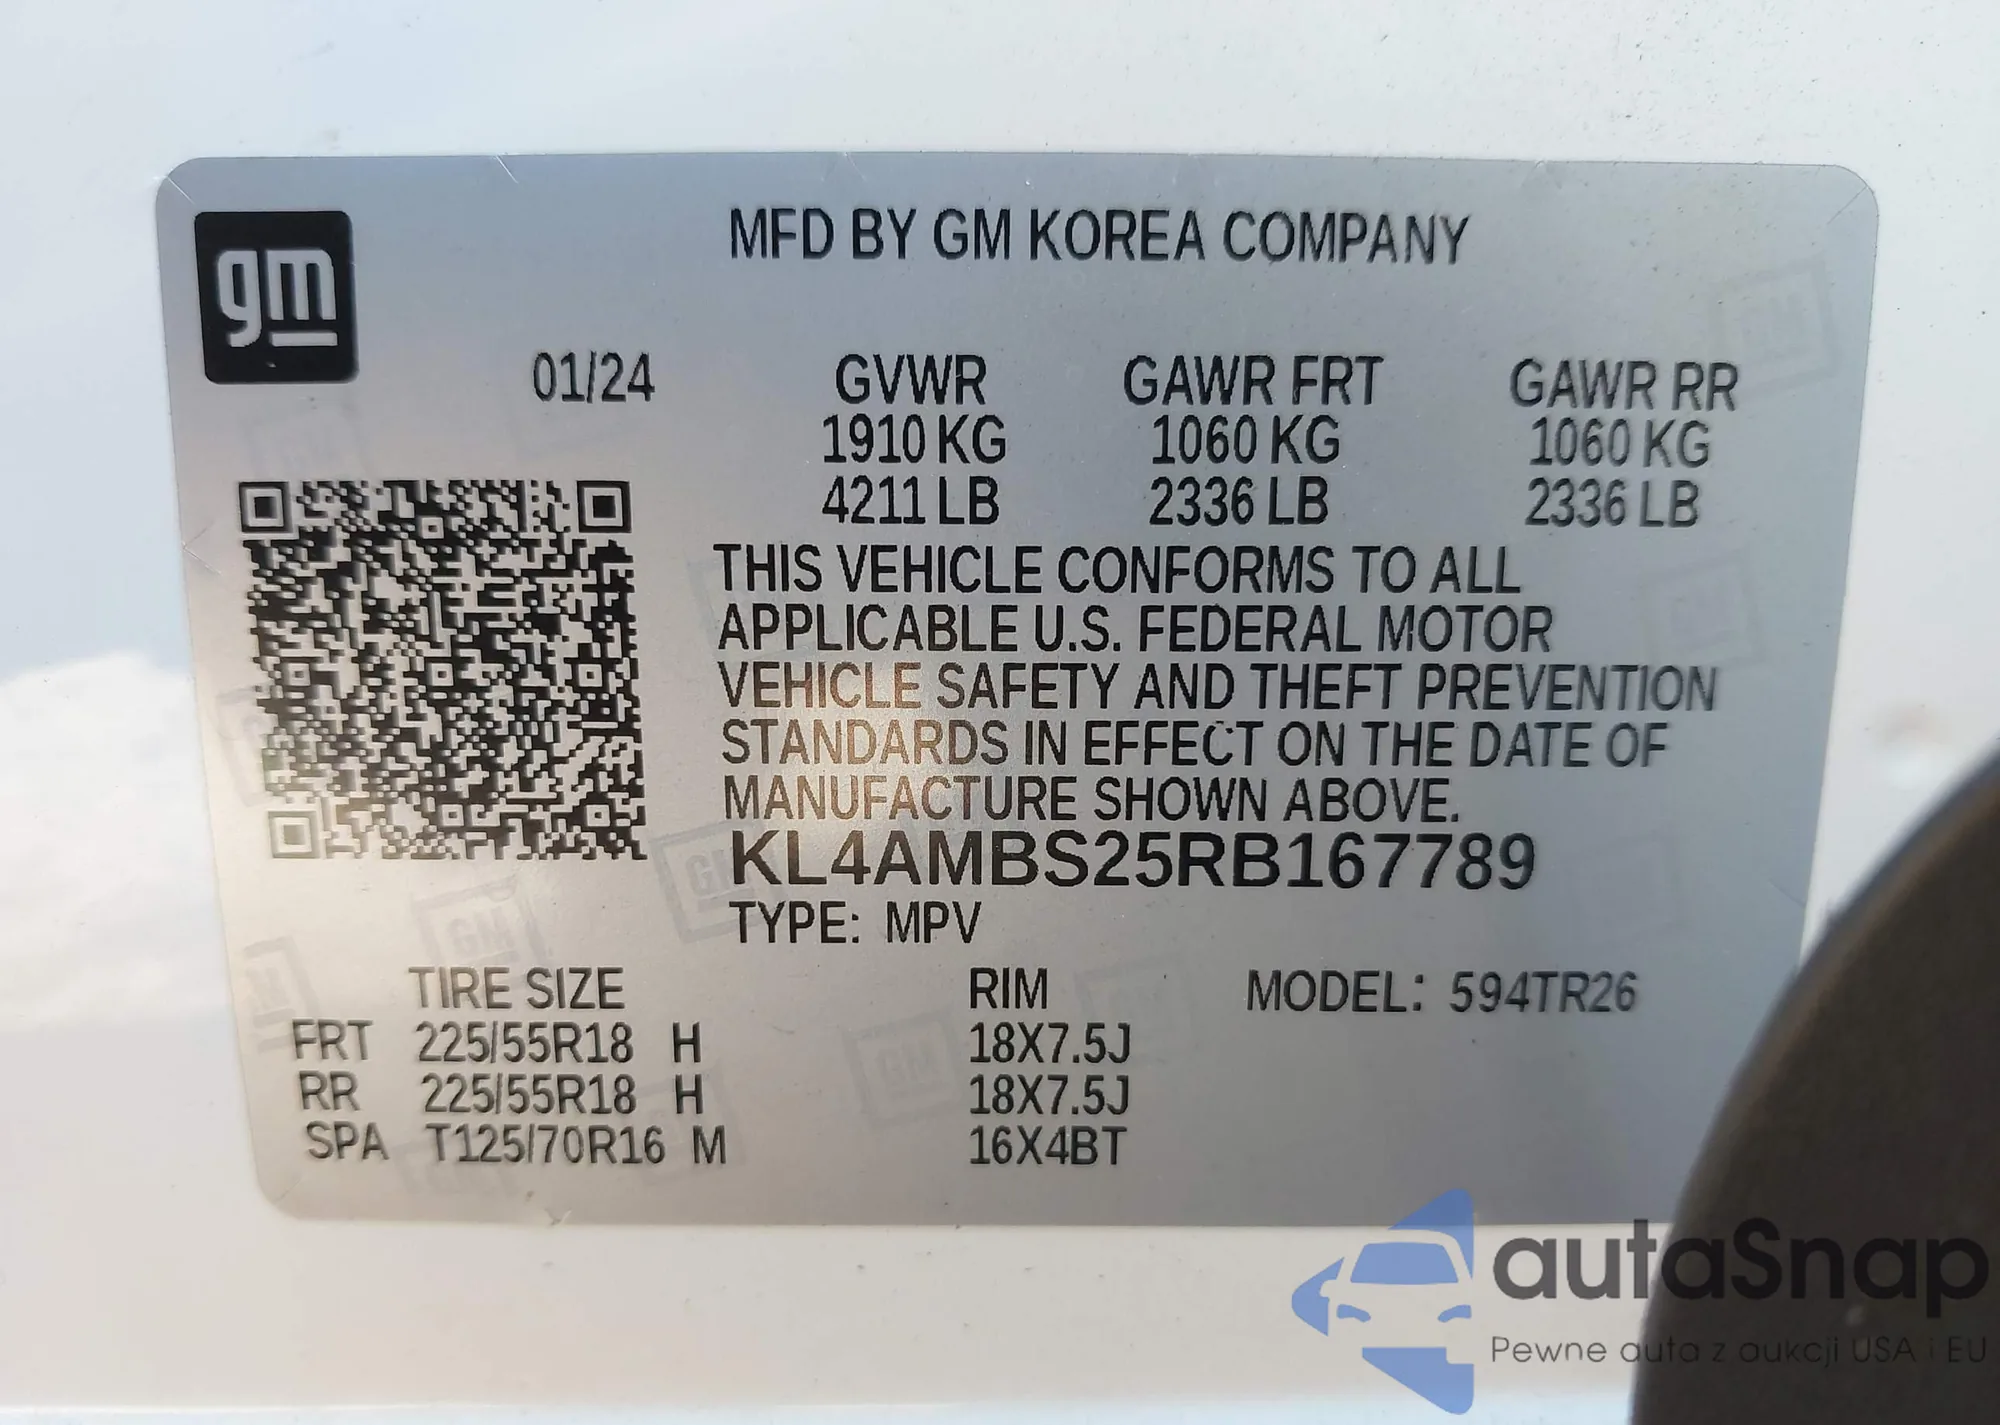 gm
MFD BY GM KOREA COMPANY
01/24 GVWR GAWR FRT GAWR RR
1910 KG 1060 KG 1060 KG
4211 LB 2336 LB 2336 LB
THIS VEHICLE CONFORMS TO ALL
APPLICABLE U.S. FEDERAL MOTOR
VEHICLE SAFETY AND THEFT PREVENTION
STANDARDS IN EFFECT ON THE DATE OF
MANUFACTURE SHOWN ABOVE.
KL4AMBS25RB167789
TYPE: MPV
TIRE SIZE RIM MODEL: 594TR26
FRT 225/55R18 H 18X7.5J
RR 225/55R18 H 18X7.5J
SPA T125/70R16 M 16X4BT
autaSnap
Pewne auta z aukcji USA i EU